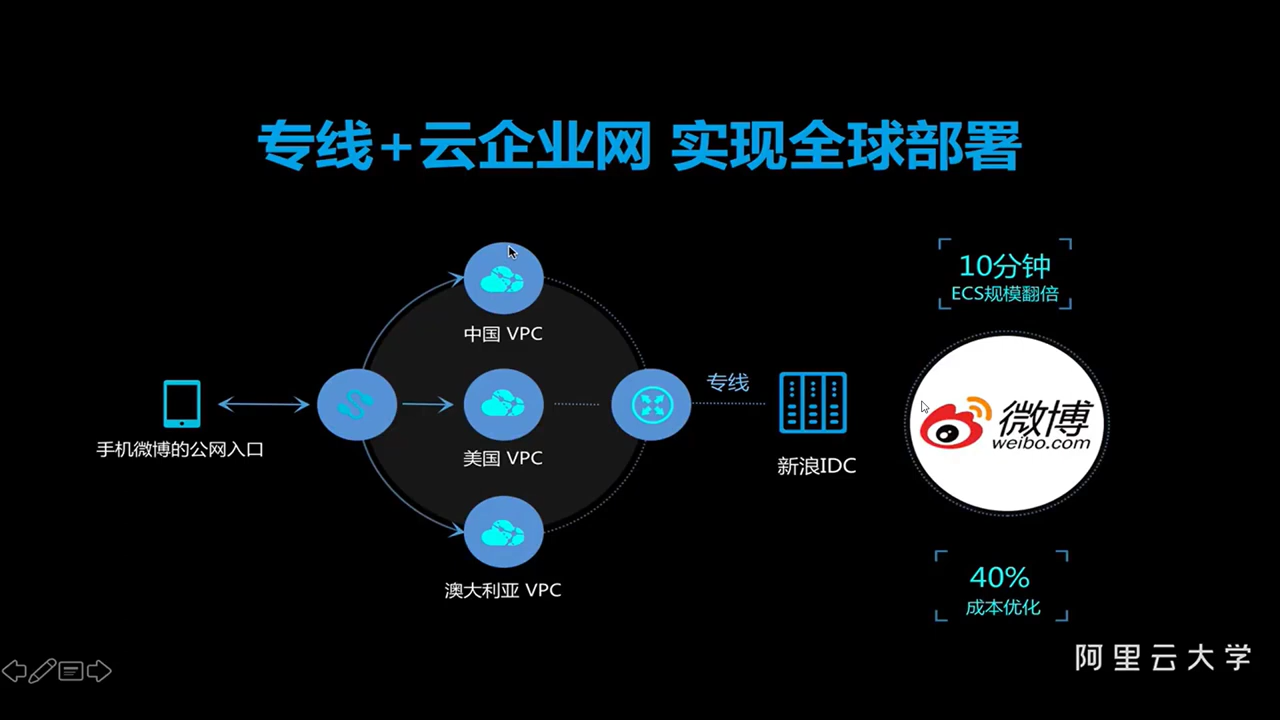 专线+云企业网 实现全球部署
10分钟
ECS规模翻倍
中国 VPC
专线
手机微博的公网入口
美国 VPC
新浪IDC
微博
weibo.com
澳大利亚 VPC
40%
成本优化
阿里云大学